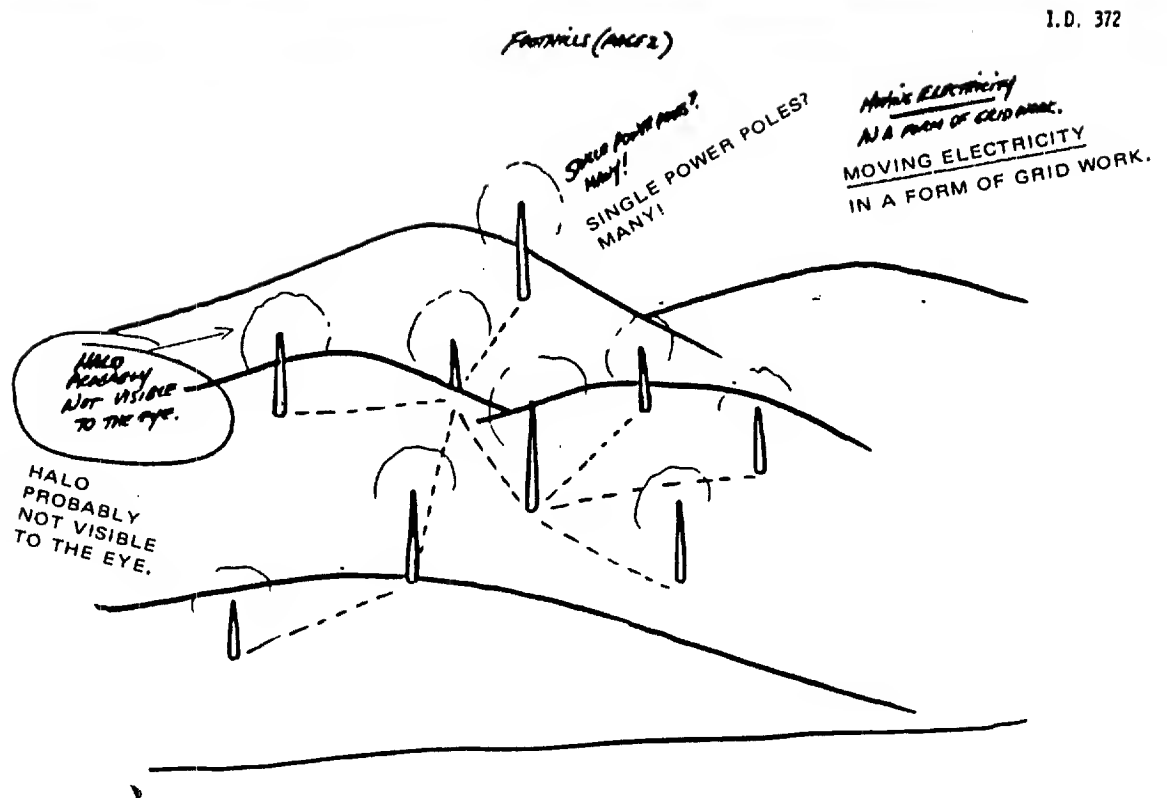 I.D. 372
FOOTHILLS (PAGE 2)
SINGLE POWER POLES?
MANY!
SINGLE POWER POLES?
MANY!
MOVING ELECTRICITY
IN A FORM OF GRID WORK.
MOVING ELECTRICITY
IN A FORM OF GRID WORK.
HALO
PROBABLY
NOT VISIBLE
TO THE EYE.
HALO
PROBABLY
NOT VISIBLE
TO THE EYE.